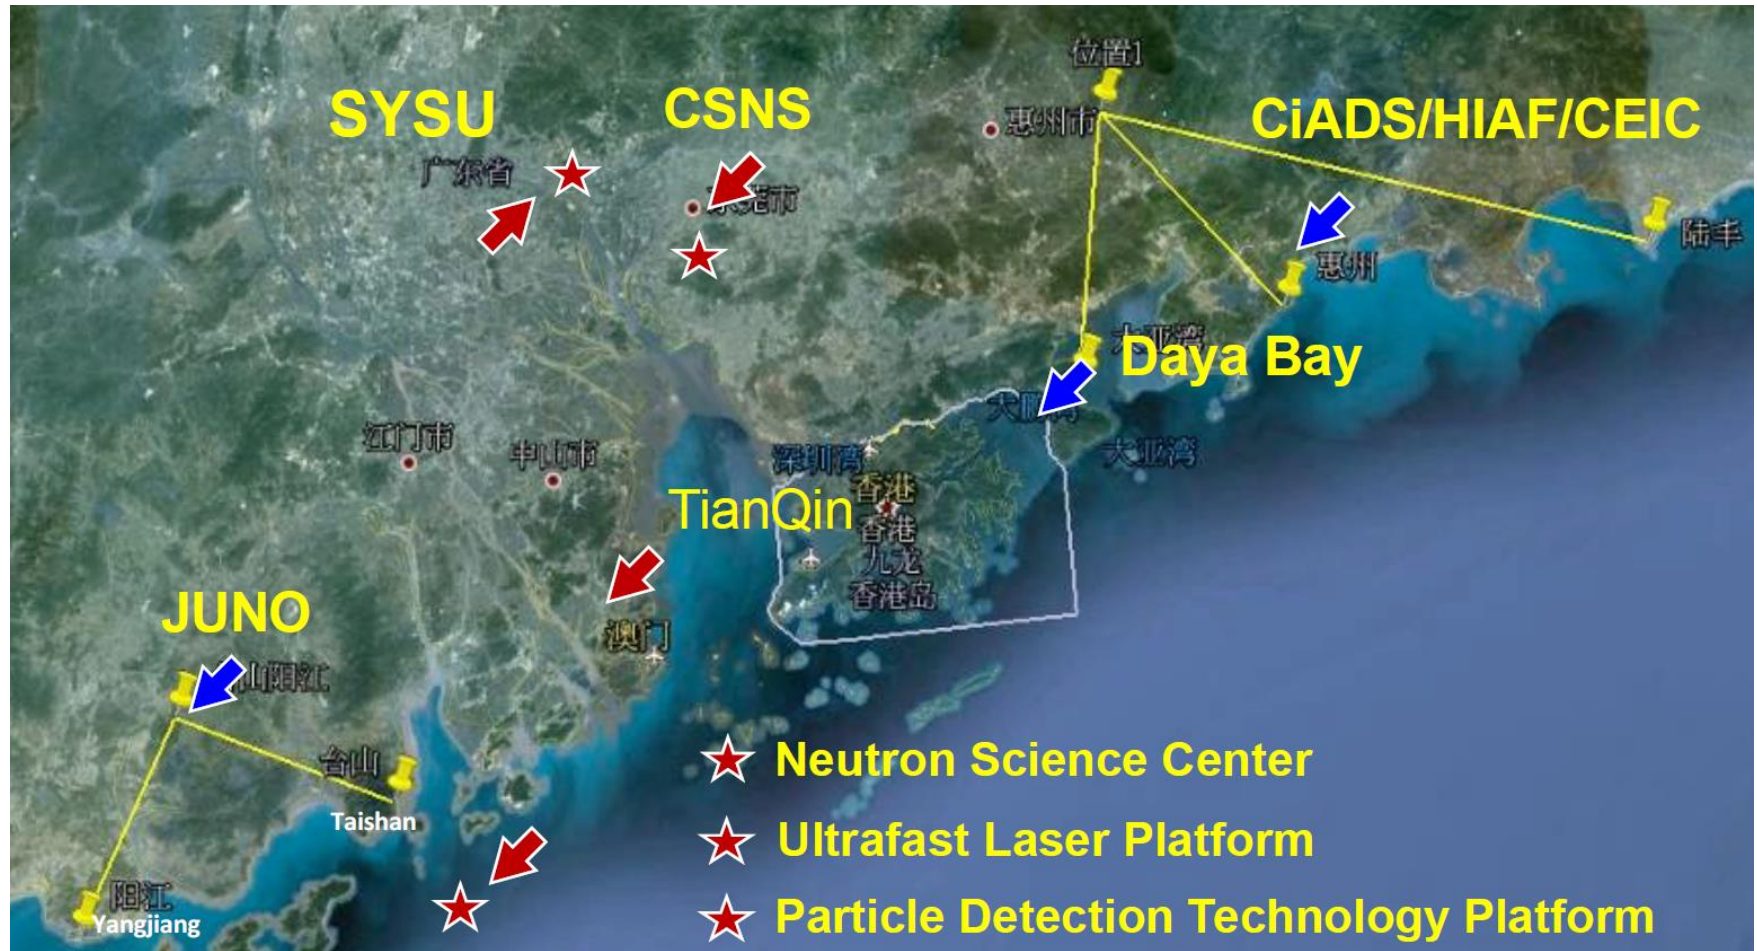 位置1
SYSU
CSNS
惠州市
CiADS/HIAF/CEIC
广东省
东莞市
陆丰
惠州
大亚湾
Daya Bay
大鹏湾
江门市
中山市
深圳湾
大亚湾
香港
TianQin
香港
九龙
香港岛
JUNO
澳门
山阳江
台山
Taishan
Neutron Science Center
Ultrafast Laser Platform
阳江
Yangjiang
Particle Detection Technology Platform